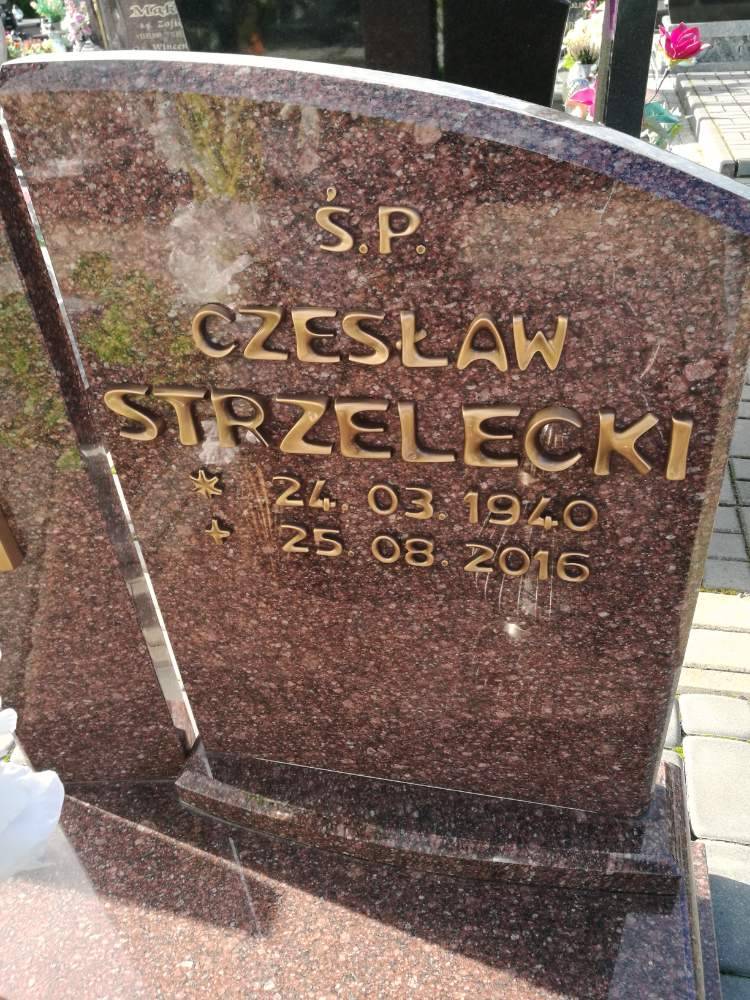 Ś.P.
CZESŁAW
STRZELECKI
* 24. 03. 1940
+ 25. 08. 2016